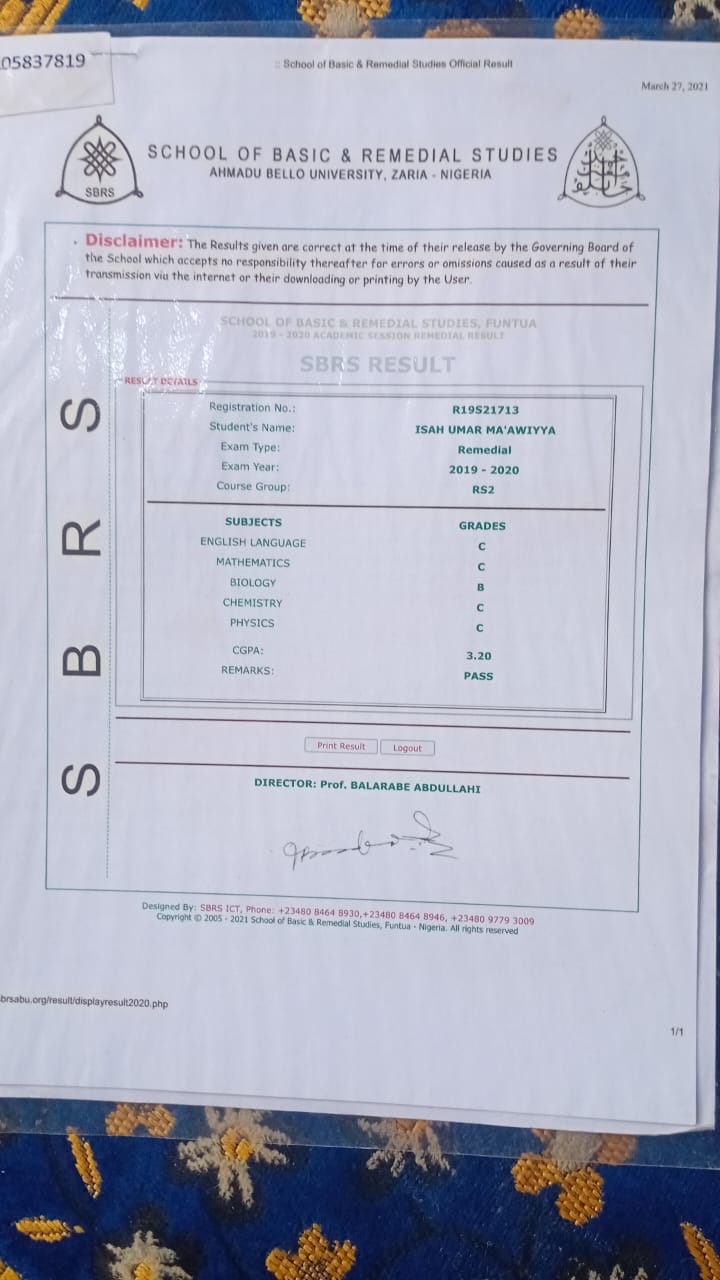 05837819
:: School of Basic & Remedial Studies Official Result
March 27, 2021
SCHOOL OF BASIC & REMEDIAL STUDIES
AHMADU BELLO UNIVERSITY, ZARIA - NIGERIA
SBRS
Disclaimer: The Results given are correct at the time of their release by the Governing Board of
the School which accepts no responsibility thereafter for errors or omissions caused as a result of their
transmission via the internet or their downloading or printing by the User.
SCHOOL OF BASIC & REMEDIAL STUDIES, FUNTUA
2019 - 2020 ACADEMIC SESSION REMEDIAL RESULT
SBRS RESULT
RESULT DETAILS
Registration No.: R19S21713
Student's Name: ISAH UMAR MA'AWIYYA
Exam Type: Remedial
Exam Year: 2019 - 2020
Course Group: RS2
SUBJECTS GRADES
ENGLISH LANGUAGE C
MATHEMATICS C
BIOLOGY B
CHEMISTRY C
PHYSICS C
CGPA: 3.20
REMARKS: PASS
S B R S
Print Result Logout
DIRECTOR: Prof. BALARABE ABDULLAHI
Designed By: SBRS ICT, Phone: +23480 8464 8930,+23480 8464 8946, +23480 9779 3009
Copyright © 2005 - 2021 School of Basic & Remedial Studies, Funtua - Nigeria. All rights reserved
brsabu.org/result/displayresult2020.php
1/1